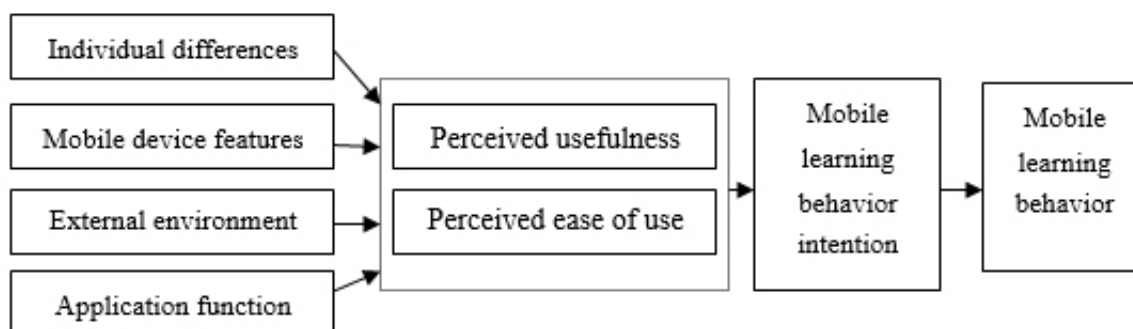 Individual differences
Mobile device features
External environment
Application function
Perceived usefulness
Perceived ease of use
Mobile
learning
behavior
intention
Mobile
learning
behavior